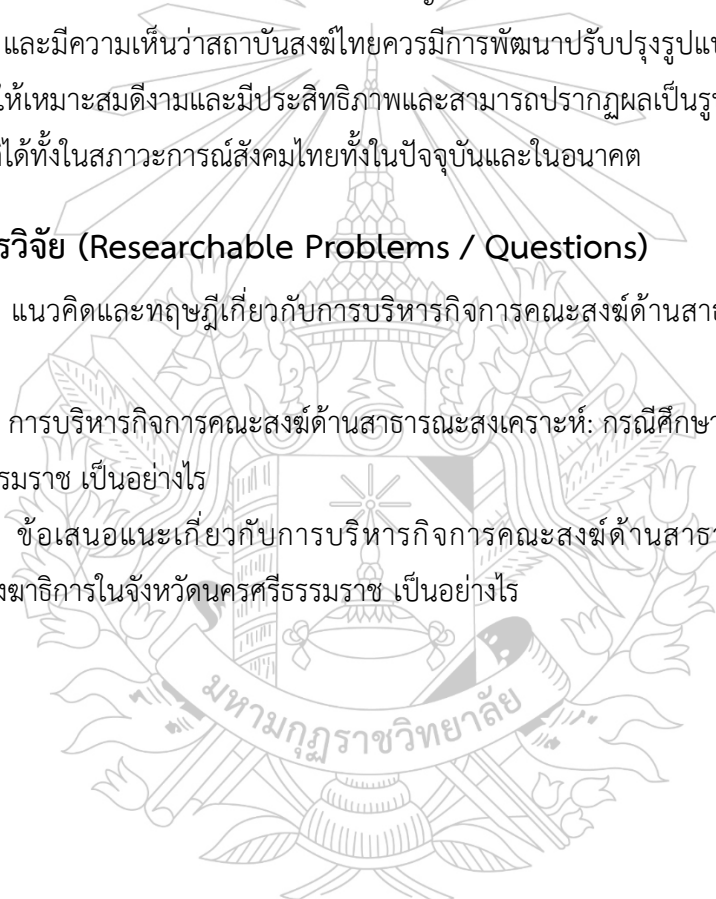 และมีความเห็นว่าสถาบันสงฆ์ไทยควรมีการพัฒนาปรับปรุงรูปแ
ให้เหมาะสมดีงามและมีประสิทธิภาพและสามารถปรากฏผลเป็นรู
ได้ทั้งในสภาวะการณ์สังคมไทยทั้งในปัจจุบันและในอนาคต
รวิจัย (Researchable Problems / Questions)
แนวคิดและทฤษฎีเกี่ยวกับการบริหารกิจการคณะสงฆ์ด้านสาธ
การบริหารกิจการคณะสงฆ์ด้านสาธารณะสงเคราะห์: กรณีศึกษา
รมราช เป็นอย่างไร
ข้อเสนอแนะเกี่ยวกับการบริหารกิจการคณะสงฆ์ด้านสาธา
งฆาธิการในจังหวัดนครศรีธรรมราช เป็นอย่างไร
มหามกุฏราชวิทยาลัย